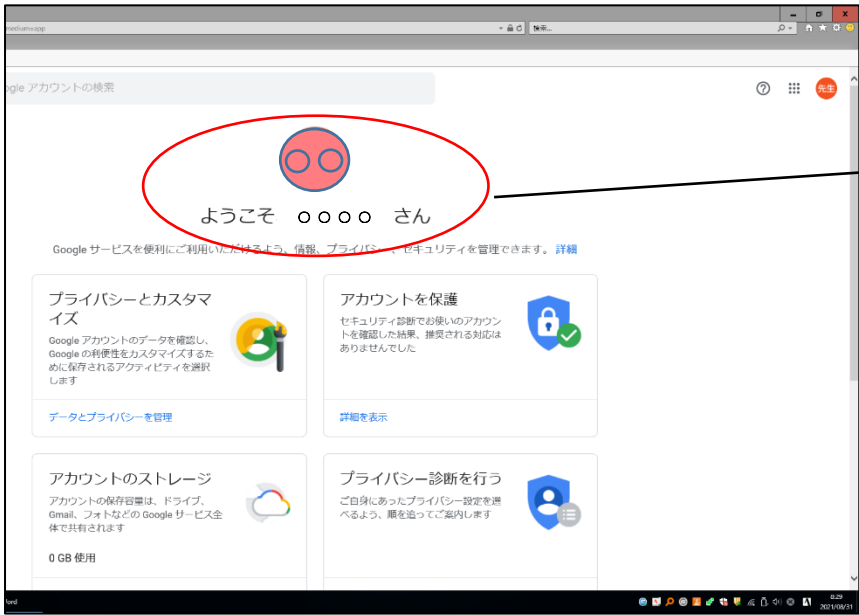 mediumxapp
検索...
ogle アカウントの検索
先生
ようこそ ○○○○ さん
Google サービスを便利にご利用いただけるよう、情報、プライバシー、セキュリティを管理できます。 詳細
プライバシーとカスタマ
イズ
Google アカウントのデータを確認し、
Google の利便性をカスタマイズするた
めに保存されるアクティビティを選択
します
データとプライバシーを管理
アカウントを保護
セキュリティ診断でお使いのアカウン
トを確認した結果、推奨される対応は
ありませんでした
詳細を表示
アカウントのストレージ
アカウントの保存容量は、ドライブ、
Gmail、フォトなどの Google サービス全
体で共有されます
0 GB 使用
プライバシー診断を行う
ご自身にあったプライバシー設定を選
べるよう、順を追ってご案内します
8:29
2021/08/31